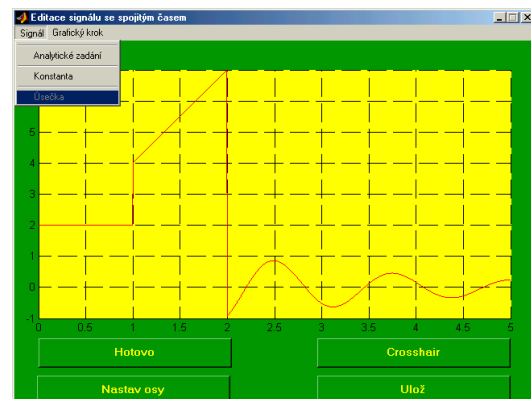 Editace signálu se spojitým časem
Signál Grafický krok
Analytické zadání
Konstanta
Úsečka
5
4
3
2
1
0
-1
0 0.5 1 1.5 2 2.5 3 3.5 4 4.5 5
Hotovo Crosshair
Nastav osy Ulož